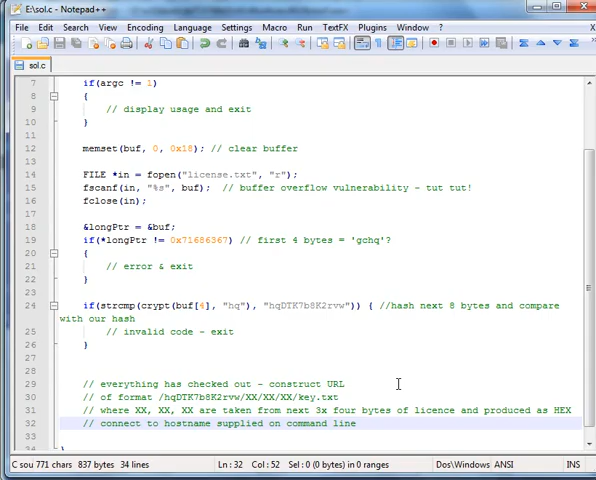 E:\sol.c - Notepad++
File Edit Search View Encoding Language Settings Macro Run TextFX Plugins Window ? X
sol.c
7 if(argc != 1)
8 {
9 // display usage and exit
10 }
11
12 memset(buf, 0, 0x18); // clear buffer
13
14 FILE *in = fopen("license.txt", "r");
15 fscanf(in, "%s", buf); // buffer overflow vulnerability - tut tut!
16 fclose(in);
17
18 &longPtr = &buf;
19 if(*longPtr != 0x71686367) // first 4 bytes = 'gchq'?
20 {
21 // error & exit
22 }
23
24 if(strcmp(crypt(buf[4], "hq"), "hqDTK7b8K2rvw")) { //hash next 8 bytes and compare
with our hash
25 // invalid code - exit
26 }
27
28
29 // everything has checked out - construct URL
30 // of format /hqDTK7b8K2rvw/XX/XX/XX/key.txt
31 // where XX, XX, XX are taken from next 3x four bytes of licence and produced as HEX
32 // connect to hostname supplied on command line
33
34 }
C sou 771 chars 837 bytes 34 lines Ln : 32 Col : 52 Sel : 0 (0 bytes) in 0 ranges Dos\Windows ANSI INS